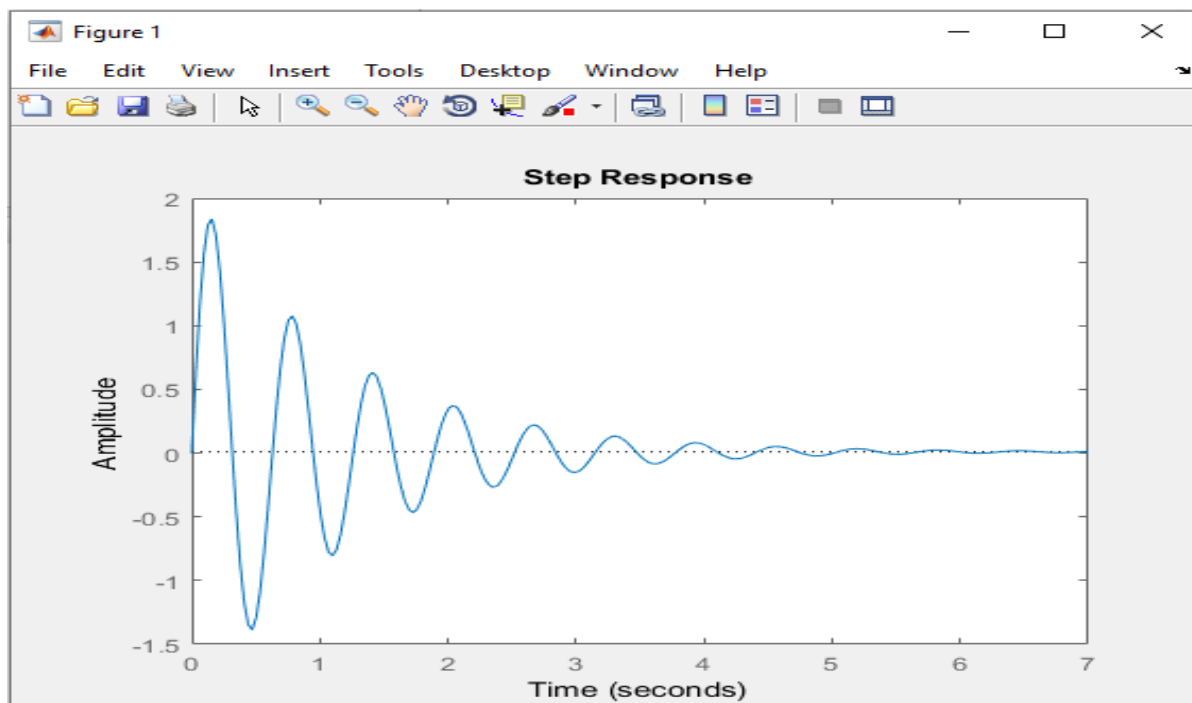 Figure 1
File Edit View Insert Tools Desktop Window Help
Step Response
2
1.5
1
0.5
0
-0.5
-1
-1.5
Amplitude
0 1 2 3 4 5 6 7
Time (seconds)